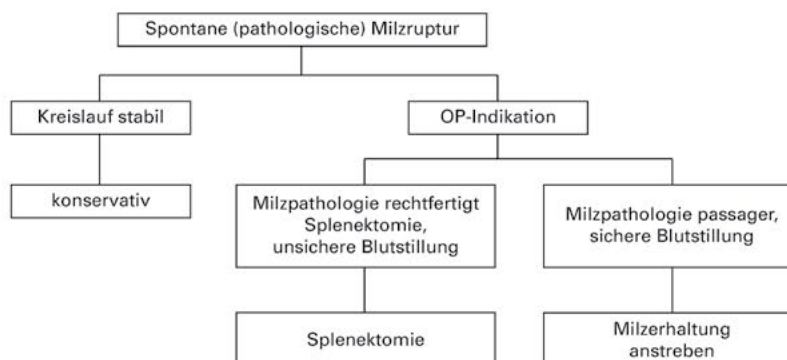 Spontane (pathologische) Milzruptur
Kreislauf stabil
OP-Indikation
konservativ
Milzpathologie rechtfertigt
Splenektomie,
unsichere Blutstillung
Milzpathologie passager,
sichere Blutstillung
Splenektomie
Milzerhaltung
anstreben